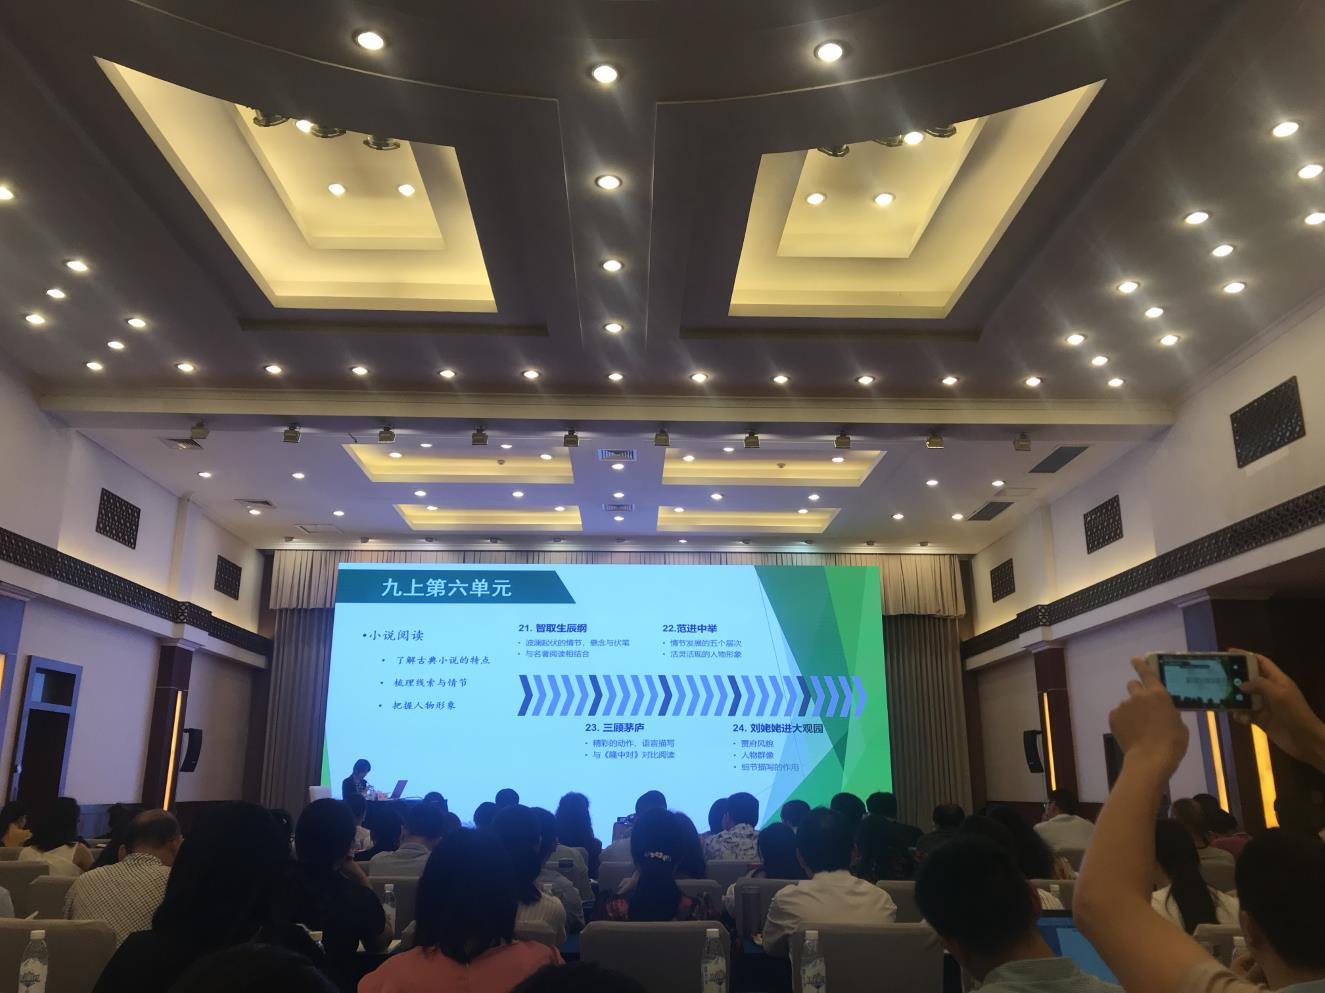 九上第六单元
•小说阅读
• 了解古典小说的特点
• 梳理线索与情节
• 把握人物形象
21. 智取生辰纲
• 波澜起伏的情节、悬念与伏笔
• 与名著阅读相结合
22.范进中举
• 情节发展的五个层次
• 活灵活现的人物形象
23. 三顾茅庐
• 精彩的动作、语言描写
• 与《隆中对》对比阅读
24. 刘姥姥进大观园
• 贾府风貌
• 人物群像
• 细节描写的作用